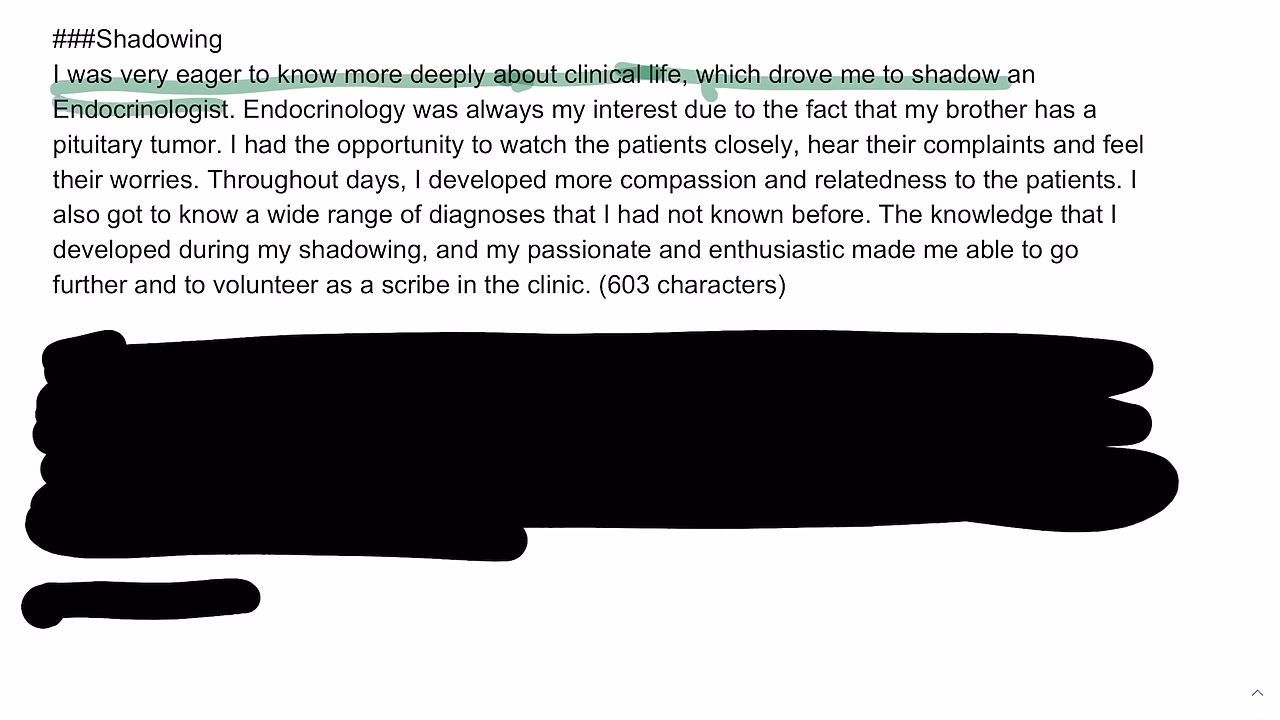 ###Shadowing
I was very eager to know more deeply about clinical life, which drove me to shadow an
Endocrinologist. Endocrinology was always my interest due to the fact that my brother has a
pituitary tumor. I had the opportunity to watch the patients closely, hear their complaints and feel
their worries. Throughout days, I developed more compassion and relatedness to the patients. I
also got to know a wide range of diagnoses that I had not known before. The knowledge that I
developed during my shadowing, and my passionate and enthusiastic made me able to go
further and to volunteer as a scribe in the clinic. (603 characters)